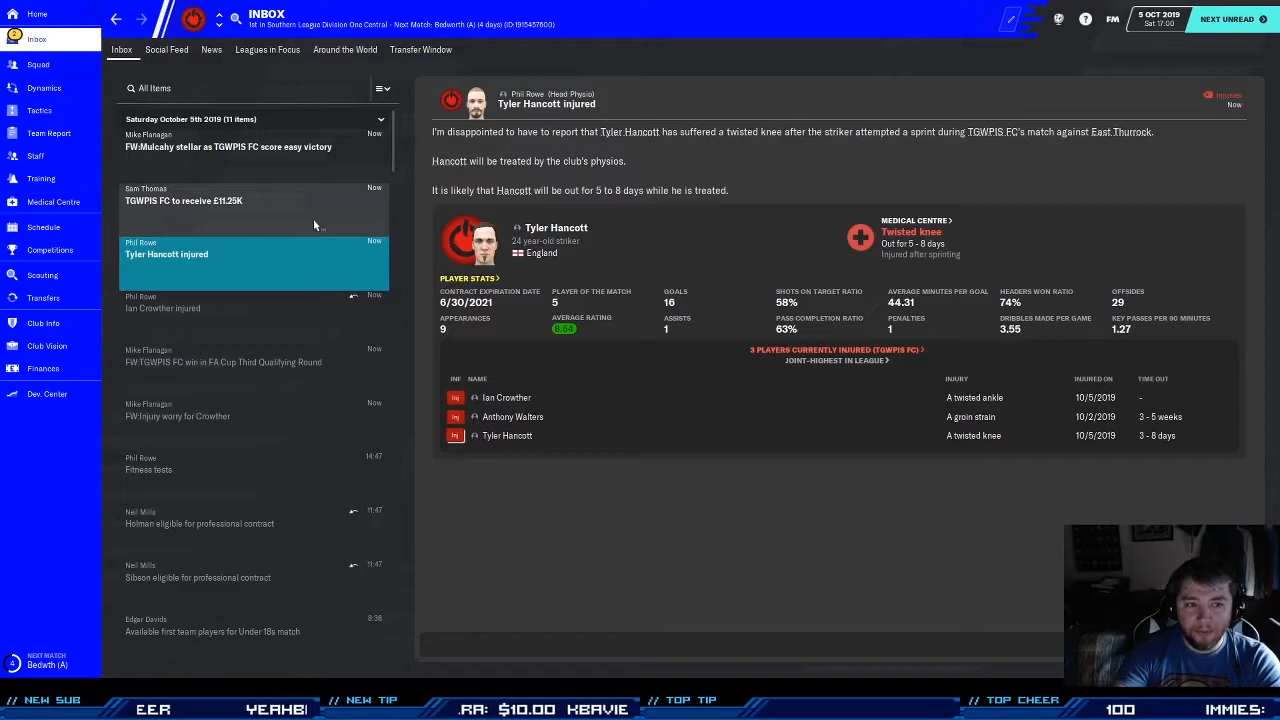 Home
INBOX
1st in Southern League Division One Central - Next Match: Bedworth (A) (4 days) (ID:1915457600)
FM
5 OCT 2019
Sat 17:00
NEXT UNREAD
2
Inbox
Squad
Dynamics
Tactics
Team Report
Staff
Training
Medical Centre
Schedule
Competitions
Scouting
Transfers
Club Info
Club Vision
Finances
Dev. Center
4
NEXT MATCH
Bedwth (A)
Inbox Social Feed News Leagues in Focus Around the World Transfer Window
All Items
Saturday October 5th 2019 (11 items)
Mike Flanagan Now
FW:Mulcahy stellar as TGWPIS FC score easy victory
Sam Thomas Now
TGWPIS FC to receive £11.25K
Phil Rowe Now
Tyler Hancott injured
Phil Rowe Now
Ian Crowther injured
Mike Flanagan Now
FW:TGWPIS FC win in FA Cup Third Qualifying Round
Mike Flanagan Now
FW:Injury worry for Crowther
Phil Rowe 14:47
Fitness tests
Neil Mills 11:47
Holman eligible for professional contract
Neil Mills 11:47
Sibson eligible for professional contract
Edgar Davids 8:38
Available first team players for Under 18s match
Phil Rowe (Head Physio)
Tyler Hancott injured
Injuries
Now
I'm disappointed to have to report that Tyler Hancott has suffered a twisted knee after the striker attempted a sprint during TGWPIS FC's match against East Thurrock.
Hancott will be treated by the club's physios.
It is likely that Hancott will be out for 5 to 8 days while he is treated.
Tyler Hancott
24 year-old striker
England
MEDICAL CENTRE >
Twisted knee
Out for 5 - 8 days
Injured after sprinting
PLAYER STATS >
CONTRACT EXPIRATION DATE PLAYER OF THE MATCH GOALS SHOTS ON TARGET RATIO AVERAGE MINUTES PER GOAL HEADERS WON RATIO OFFSIDES
6/30/2021 5 16 58% 44.31 74% 29
APPEARANCES AVERAGE RATING ASSISTS PASS COMPLETION RATIO PENALTIES DRIBBLES MADE PER GAME KEY PASSES PER 90 MINUTES
9 8.54 1 63% 1 3.55 1.27
3 PLAYERS CURRENTLY INJURED (TGWPIS FC) >
JOINT-HIGHEST IN LEAGUE >
INF NAME INJURY INJURED ON TIME OUT
Inj Ian Crowther A twisted ankle 10/5/2019 -
Inj Anthony Walters A groin strain 10/2/2019 3 - 5 weeks
Inj Tyler Hancott A twisted knee 10/5/2019 3 - 8 days
// NEW SUB // NEW TIP // TOP TIP // TOP CHEER
EER YEAHB RA: $10.00 KBAVIE 100 IMMIES: